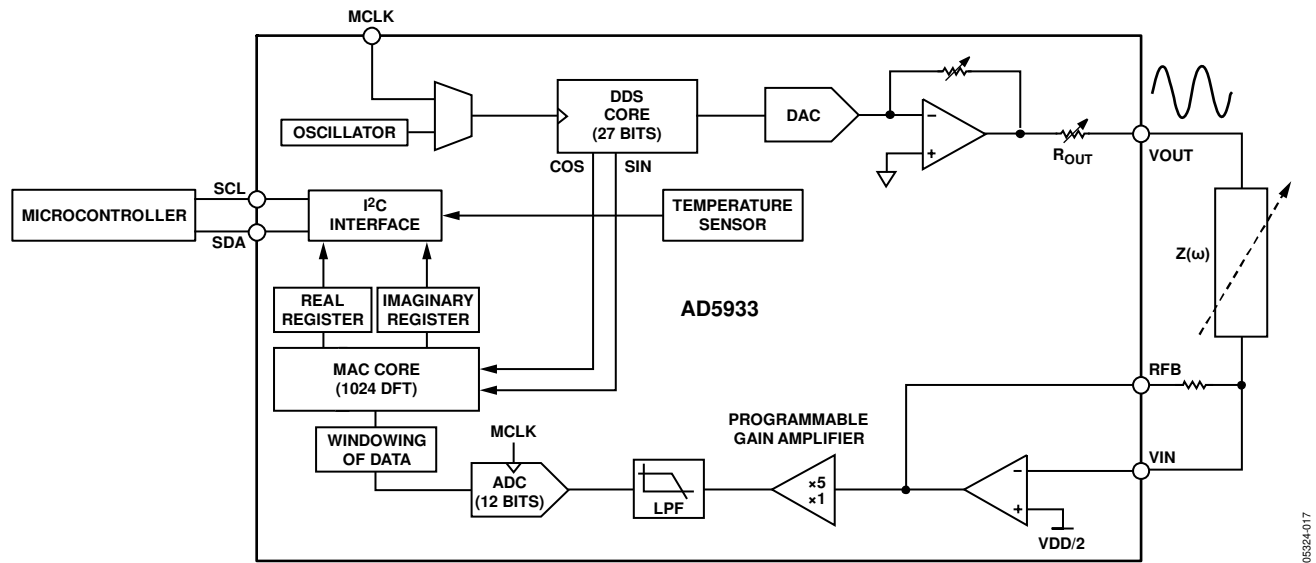 MCLK
OSCILLATOR
DDS
CORE
(27 BITS)
DAC
ROUT
VOUT
COS
SIN
SCL
SDA
MICROCONTROLLER
I2C
INTERFACE
TEMPERATURE
SENSOR
Z(ω)
REAL
REGISTER
IMAGINARY
REGISTER
AD5933
MAC CORE
(1024 DFT)
RFB
PROGRAMMABLE
GAIN AMPLIFIER
WINDOWING
OF DATA
MCLK
ADC
(12 BITS)
LPF
×5
×1
VIN
VDD/2
05324-017